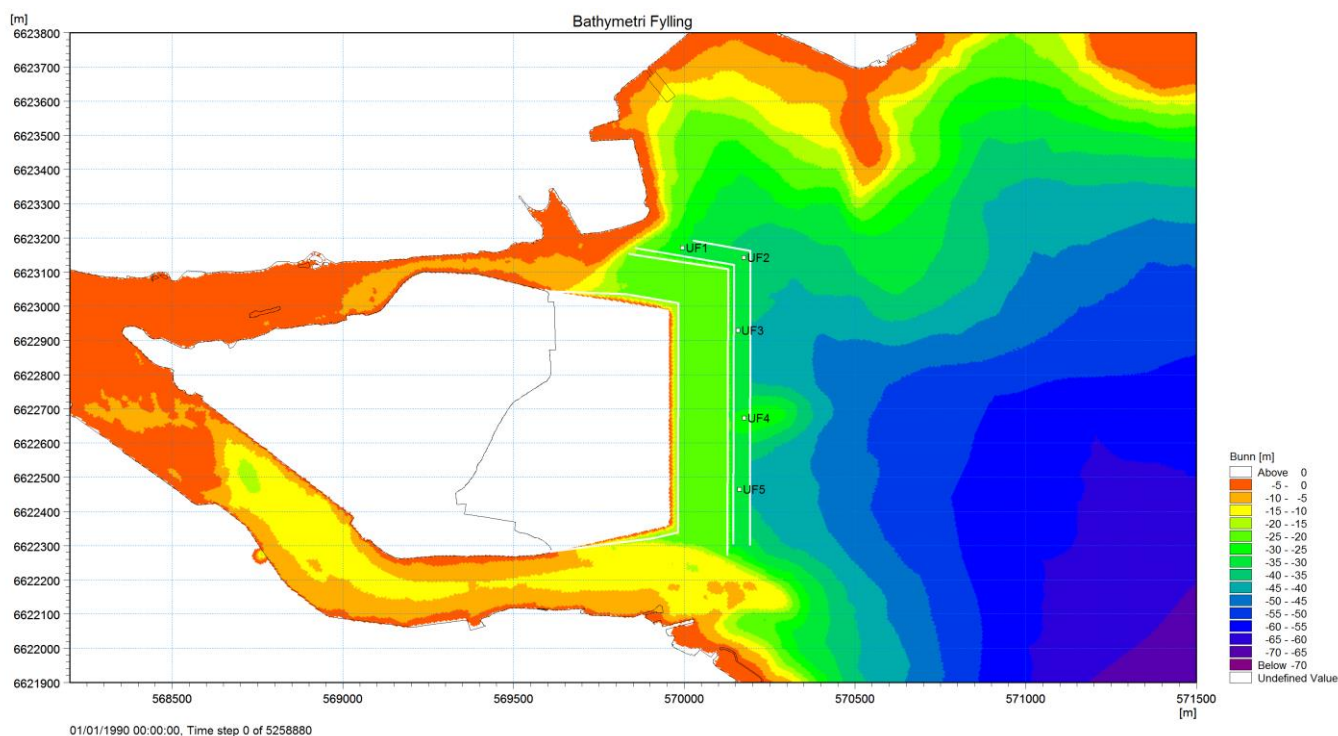 Bathymetri Fylling
[m]
6623800
6623700
6623600
6623500
6623400
6623300
6623200
6623100
6623000
6622900
6622800
6622700
6622600
6622500
6622400
6622300
6622200
6622100
6622000
6621900
UF1
UF2
UF3
UF4
UF5
568500 569000 569500 570000 570500 571000 571500
[m]
Bunn [m]
Above 0
-5 - 0
-10 - -5
-15 - -10
-20 - -15
-25 - -20
-30 - -25
-35 - -30
-40 - -35
-45 - -40
-50 - -45
-55 - -50
-60 - -55
-65 - -60
-70 - -65
Below -70
Undefined Value
01/01/1990 00:00:00, Time step 0 of 5258880